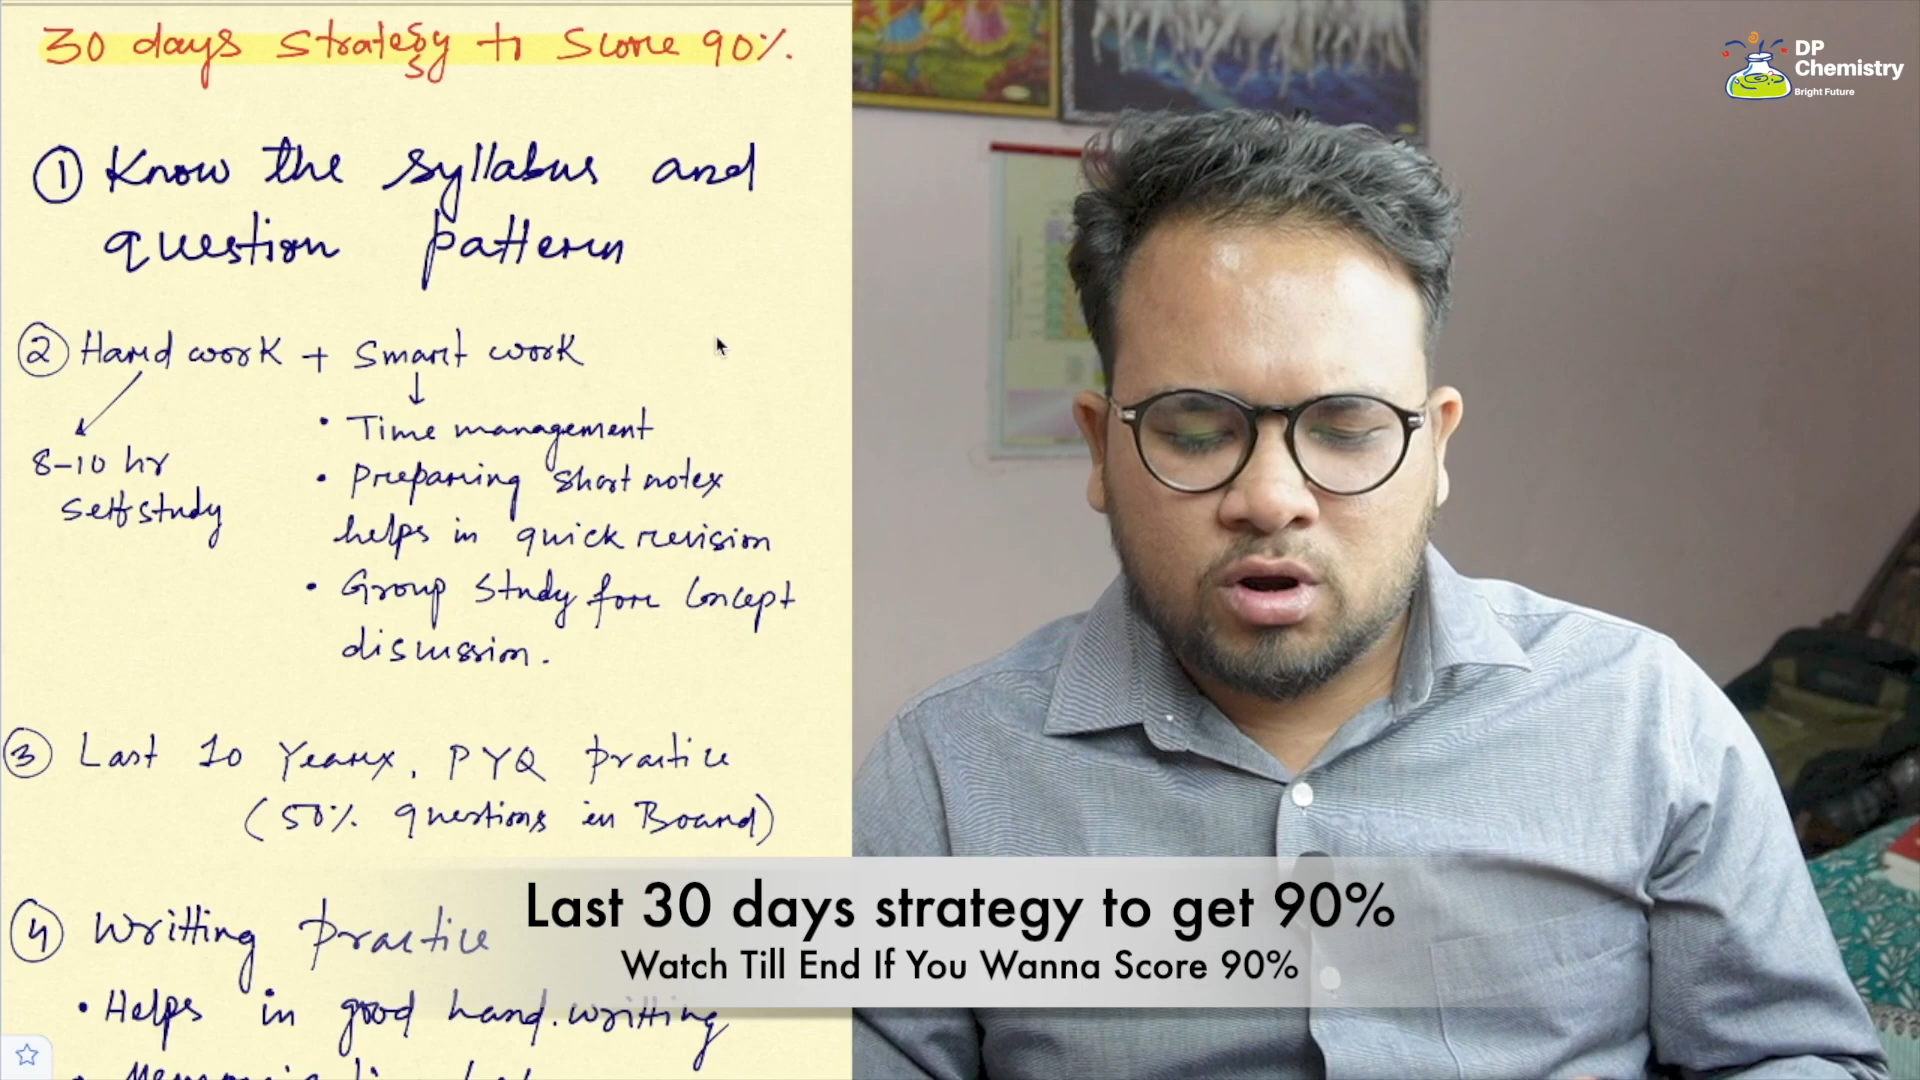 30 days strategy to Score 90%.
① Know the syllabus and
question pattern
② Hard work + Smart work
8-10 hr
Self study
• Time management
• Preparing short notes
helps in quick revision
• Group Study for Concept
discussion.
③ Last 10 Years, PYQ practice
(50% questions in Board)
④ Writting practice
• Helps in good hand.writting
DP
Chemistry
Bright Future
Last 30 days strategy to get 90%
Watch Till End If You Wanna Score 90%